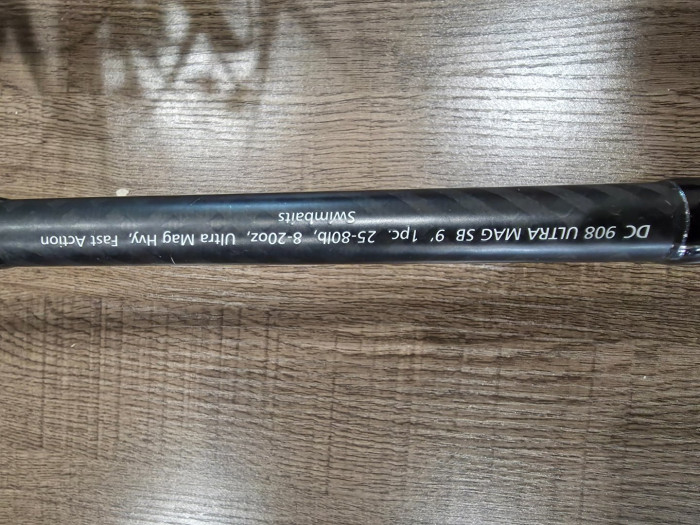 DC 908 ULTRA MAG SB 9' 1pc. 25-80lb, 8-20oz, Ultra Mag Hvy, Fast Action
Swimbaits